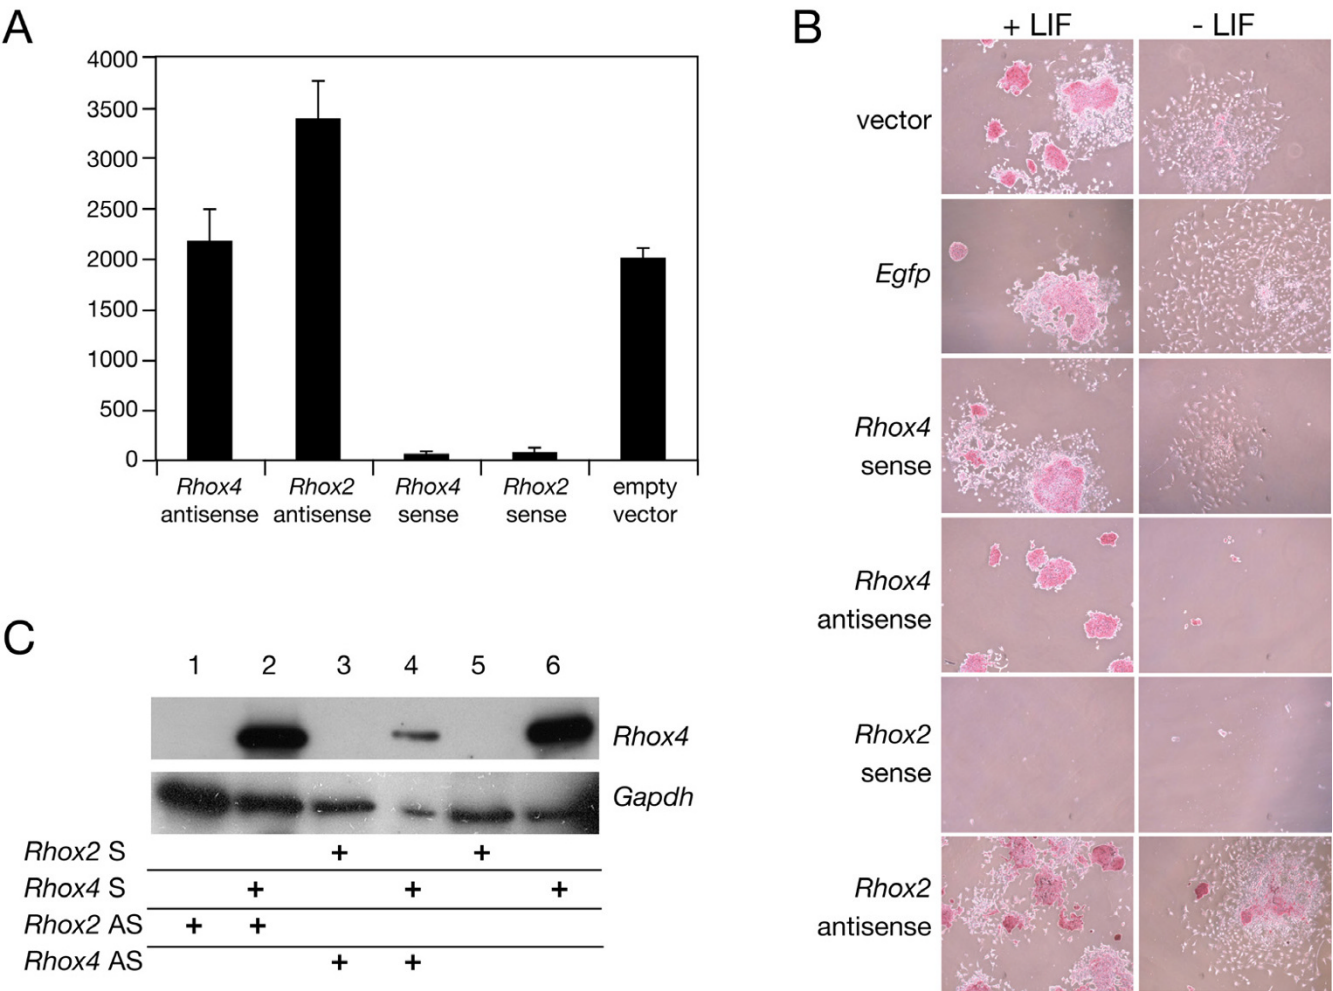 A
4000
3500
3000
2500
2000
1500
1000
500
0
Rhox4 antisense
Rhox2 antisense
Rhox4 sense
Rhox2 sense
empty vector
B
+ LIF
- LIF
vector
Egfp
Rhox4
sense
Rhox4
antisense
Rhox2
sense
Rhox2
antisense
C
1 2 3 4 5 6
Rhox4
Gapdh
Rhox2 S + +
Rhox4 S + + +
Rhox2 AS + +
Rhox4 AS + +